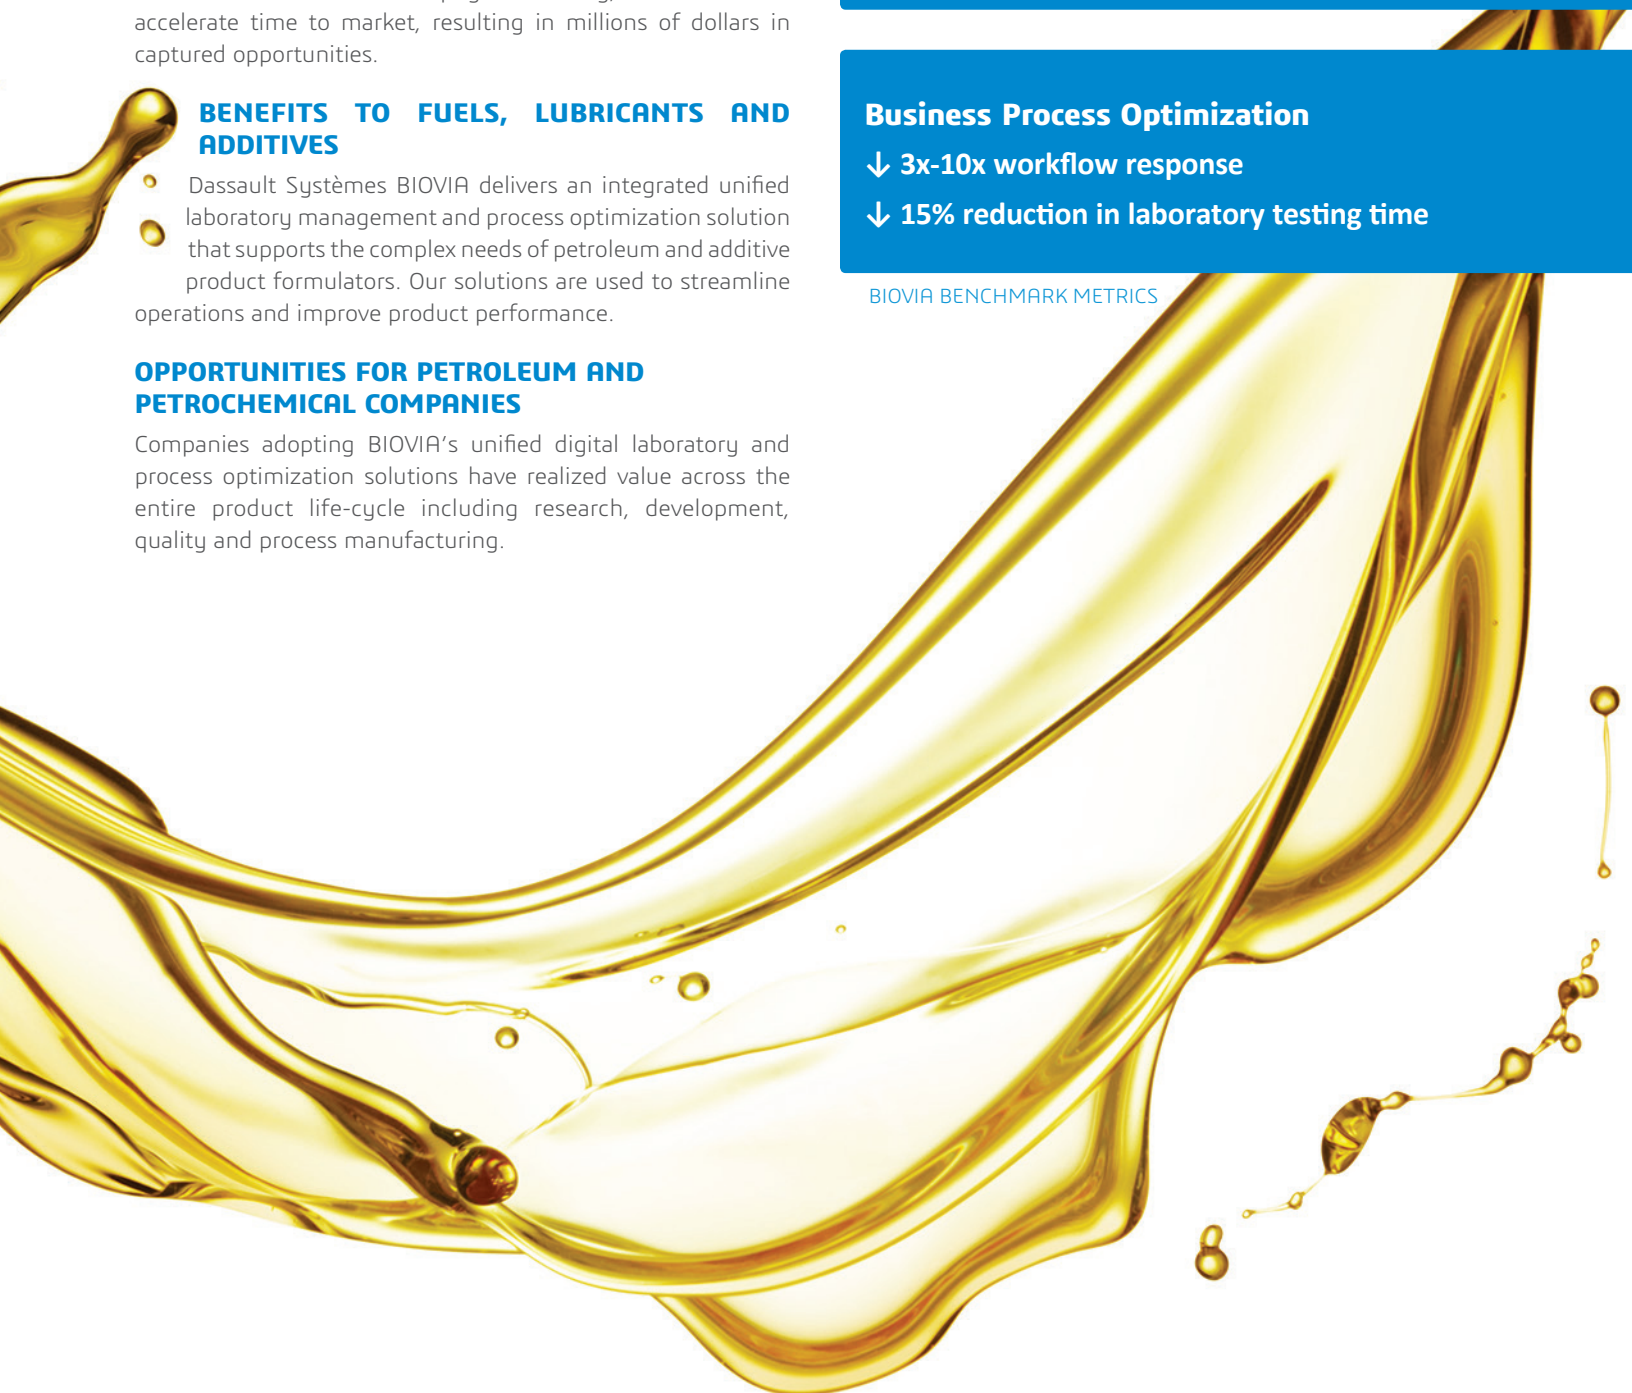 accelerate time to market, resulting in millions of dollars in
captured opportunities.
BENEFITS TO FUELS, LUBRICANTS AND
ADDITIVES
Dassault Systèmes BIOVIA delivers an integrated unified
laboratory management and process optimization solution
that supports the complex needs of petroleum and additive
product formulators. Our solutions are used to streamline
operations and improve product performance.
OPPORTUNITIES FOR PETROLEUM AND
PETROCHEMICAL COMPANIES
Companies adopting BIOVIA’s unified digital laboratory and
process optimization solutions have realized value across the
entire product life-cycle including research, development,
quality and process manufacturing.
Business Process Optimization
↓ 3x-10x workflow response
↓ 15% reduction in laboratory testing time
BIOVIA BENCHMARK METRICS